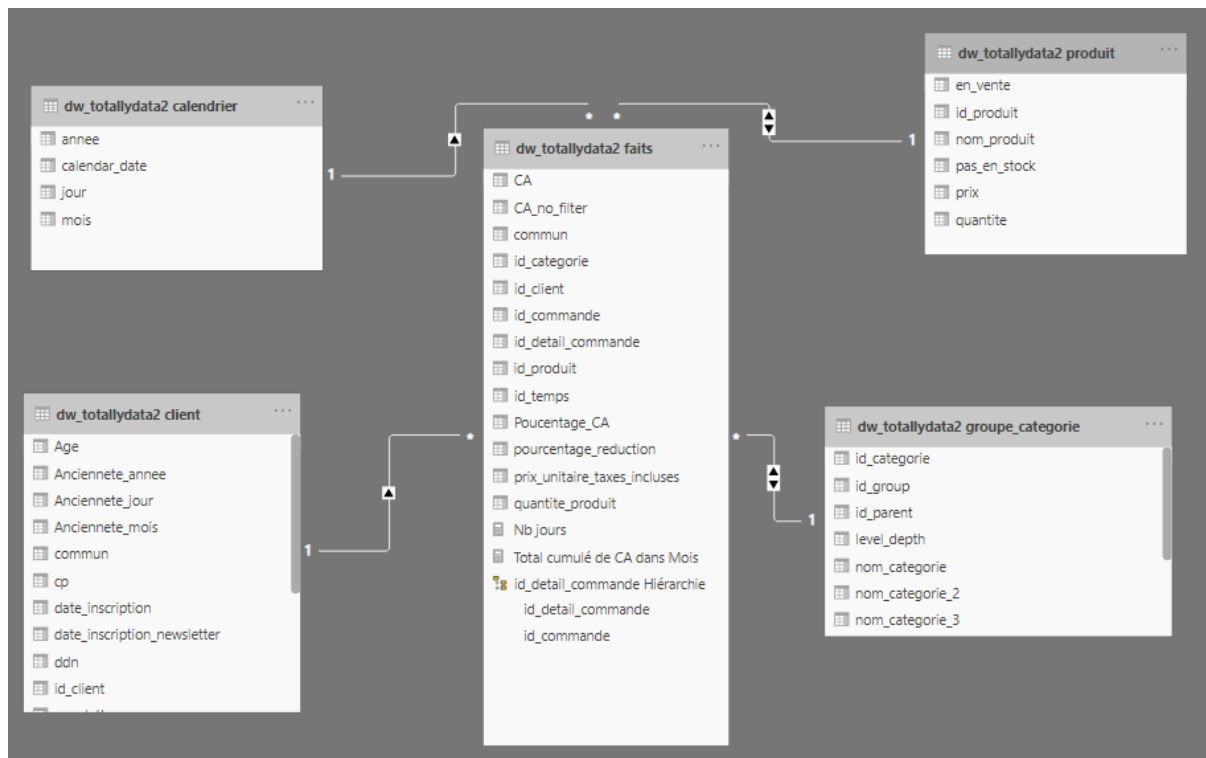 dw_totallydata2 calendrier
annee
calendar_date
jour
mois
1
dw_totallydata2 produit
en_vente
id_produit
nom_produit
pas_en_stock
prix
quantite
1
* *
dw_totallydata2 faits
CA
CA_no_filter
commun
id_categorie
id_client
id_commande
id_detail_commande
id_produit
id_temps
Poucentage_CA
pourcentage_reduction
prix_unitaire_taxes_incluses
quantite_produit
Nb jours
Total cumulé de CA dans Mois
id_detail_commande Hiérarchie
id_detail_commande
id_commande
dw_totallydata2 client
Age
Anciennete_annee
Anciennete_jour
Anciennete_mois
commun
cp
date_inscription
date_inscription_newsletter
ddn
id_client
1
*
*
1
dw_totallydata2 groupe_categorie
id_categorie
id_group
id_parent
level_depth
nom_categorie
nom_categorie_2
nom_categorie_3